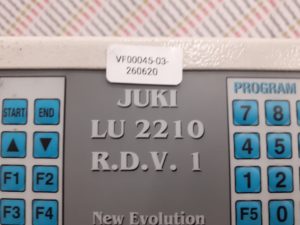 VF00045-03-
260620
JUKI
LU 2210
R.D.V. 1
New Evolution
START END
F1 F2
F3 F4
PROGRAM
7 8
4 5
1 2
F5 0